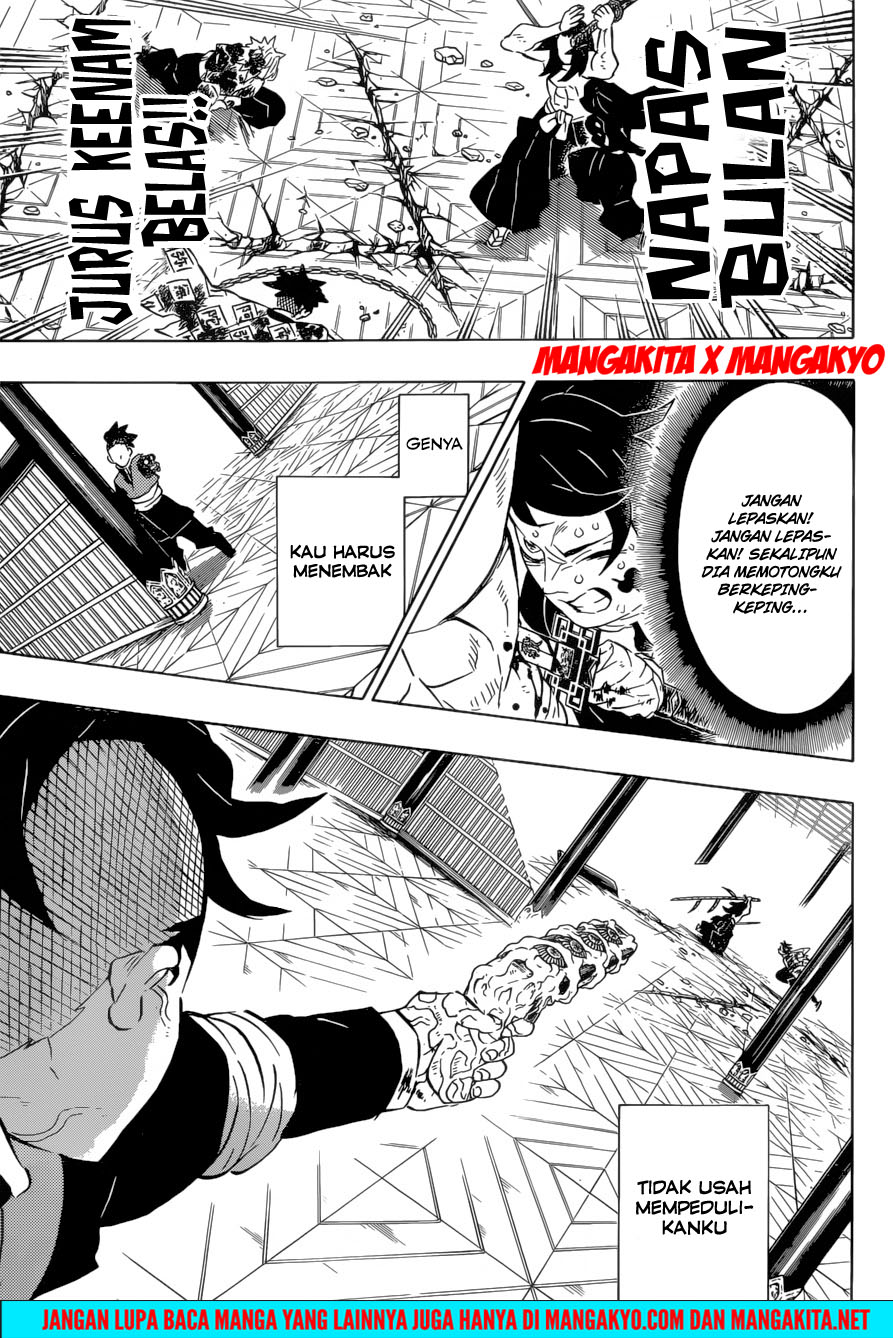 NAPAS
BULAN
JURUS KEENAM
BELAS!!
MANGAKITA X MANGAKYO
JANGAN
LEPASKAN!
JANGAN LEPAS-
KAN! SEKALIPUN
DIA MEMOTONGKU
BERKEPING-
KEPING...
GENYA
KAU HARUS
MENEMBAK
TIDAK USAH
MEMPEDULI-
KANKU
JANGAN LUPA BACA MANGA YANG LAINNYA JUGA HANYA DI MANGAKYO.COM DAN MANGAKITA.NET